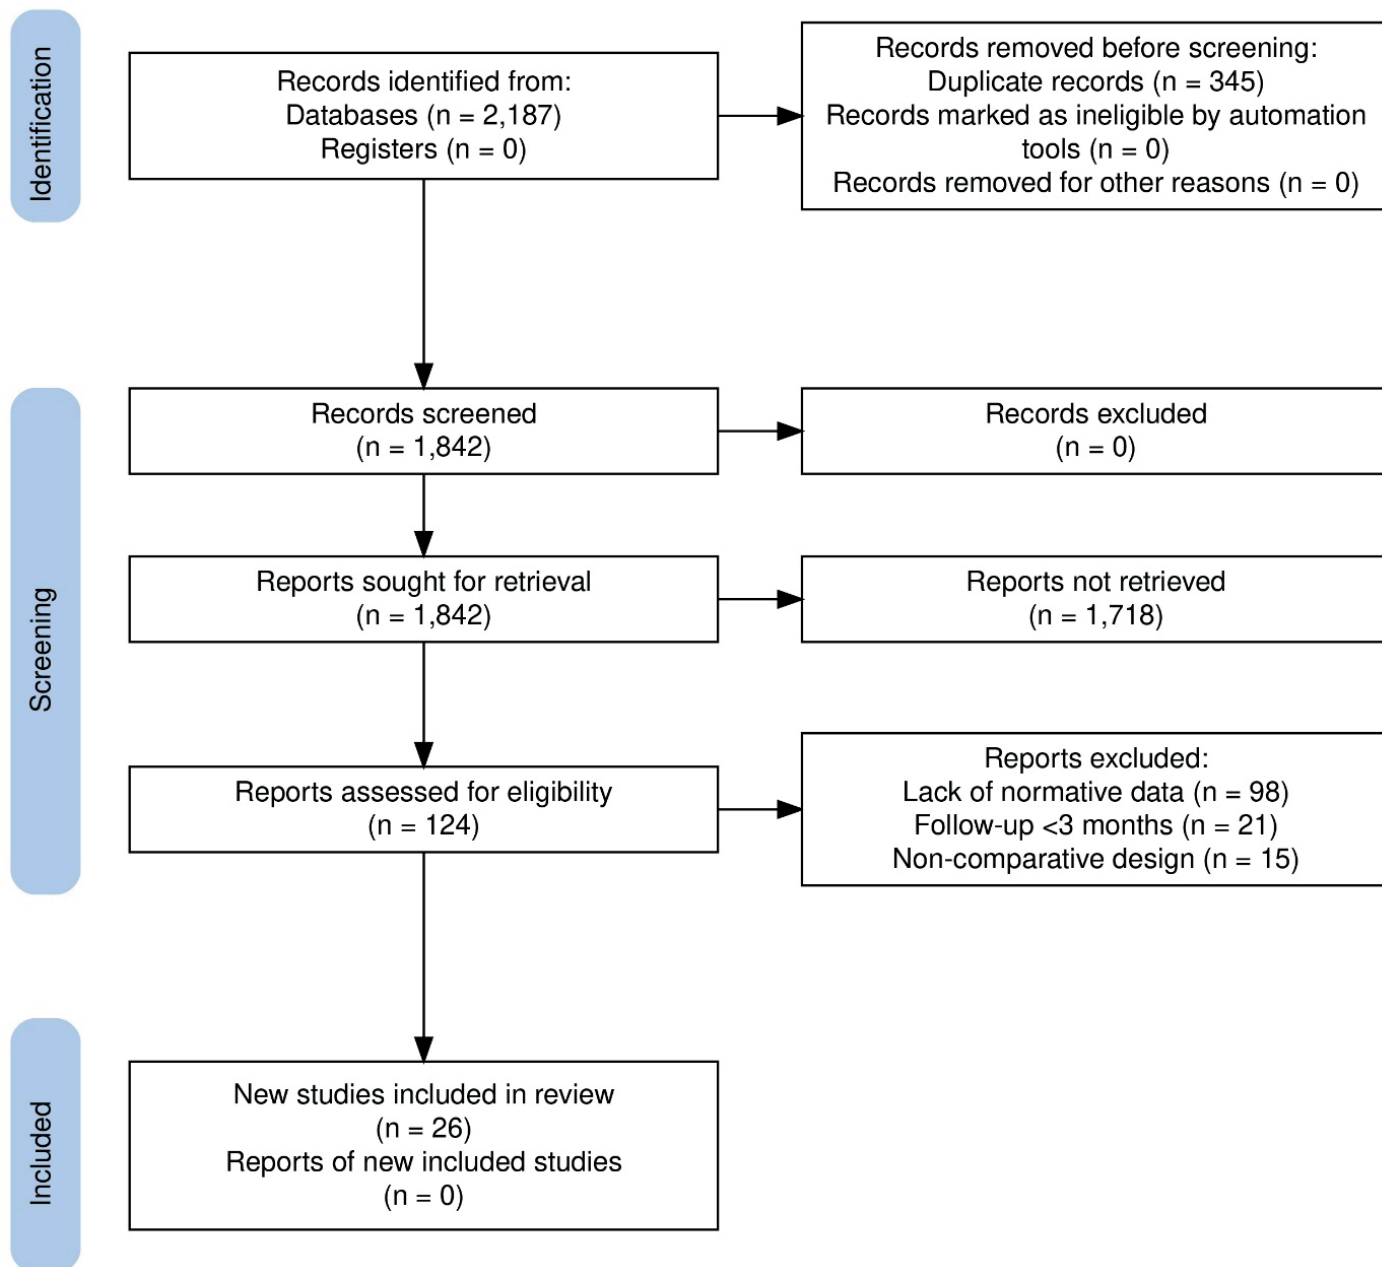 Identification
Records identified from:
Databases (n = 2,187)
Registers (n = 0)
Records removed before screening:
Duplicate records (n = 345)
Records marked as ineligible by automation
tools (n = 0)
Records removed for other reasons (n = 0)
Screening
Records screened
(n = 1,842)
Records excluded
(n = 0)
Reports sought for retrieval
(n = 1,842)
Reports not retrieved
(n = 1,718)
Reports assessed for eligibility
(n = 124)
Reports excluded:
Lack of normative data (n = 98)
Follow-up <3 months (n = 21)
Non-comparative design (n = 15)
Included
New studies included in review
(n = 26)
Reports of new included studies
(n = 0)